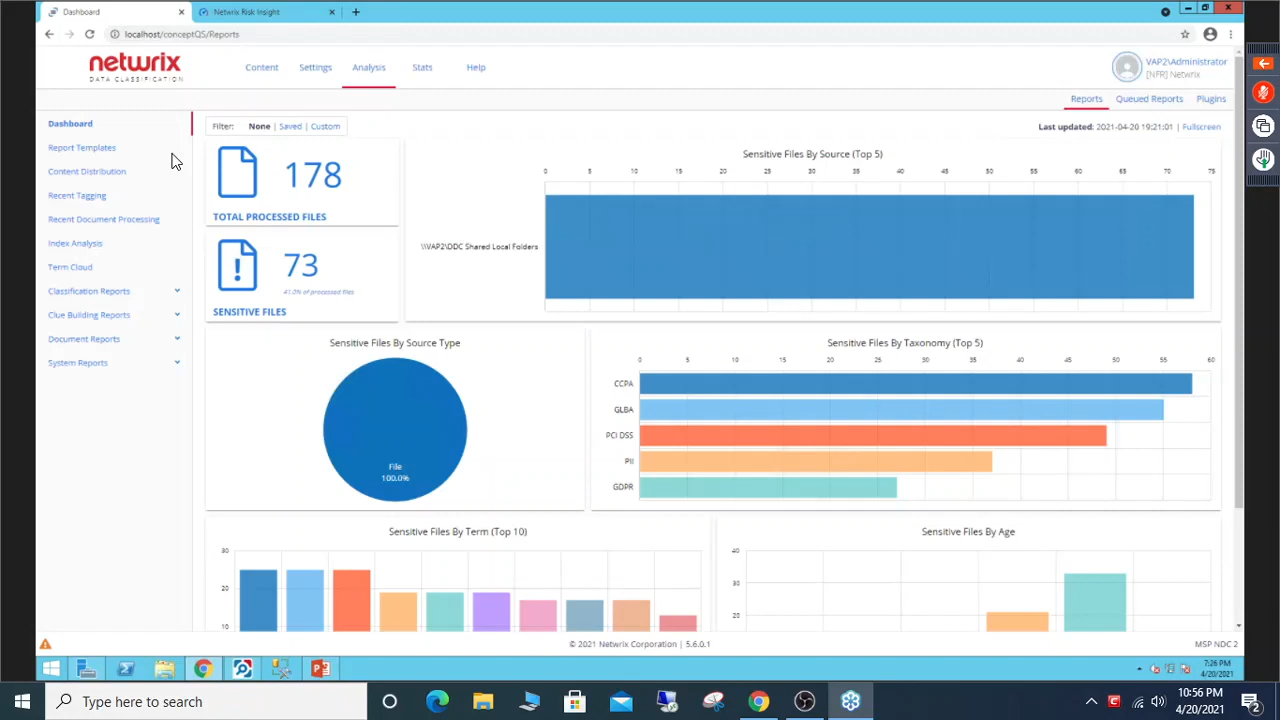 Dashboard
Netwrix Risk Insight
localhost/conceptQS/Reports
netwrix
DATA CLASSIFICATION
Content
Settings
Analysis
Stats
Help
VAP2\Administrator
[NFR] Netwrix
Reports
Queued Reports
Plugins
Dashboard
Report Templates
Content Distribution
Recent Tagging
Recent Document Processing
Index Analysis
Term Cloud
Classification Reports
Clue Building Reports
Document Reports
System Reports
Filter: None | Saved | Custom
Last updated: 2021-04-20 19:21:01 | Fullscreen
178
TOTAL PROCESSED FILES
73
41.0% of processed files
SENSITIVE FILES
Sensitive Files By Source (Top 5)
0 5 10 15 20 25 30 35 40 45 50 55 60 65 70 75
\\VAP2\DDC Shared Local Folders
Sensitive Files By Source Type
File
100.0%
Sensitive Files By Taxonomy (Top 5)
0 5 10 15 20 25 30 35 40 45 50 55 60
CCPA
GLBA
PCI DSS
PII
GDPR
Sensitive Files By Term (Top 10)
30
20
10
Sensitive Files By Age
40
30
20
© 2021 Netwrix Corporation | 5.6.0.1
MSP NDC 2
7:26 PM
4/20/2021
Type here to search
10:56 PM
4/20/2021
2